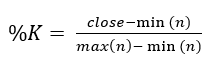 %K = close−min (n)
max(n)− min (n)